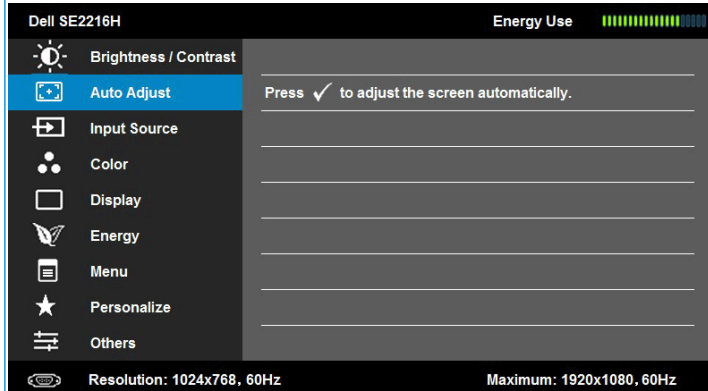 Dell SE2216H Energy Use
Brightness / Contrast
Auto Adjust Press ✓ to adjust the screen automatically.
Input Source
Color
Display
Energy
Menu
Personalize
Others
Resolution: 1024x768, 60Hz Maximum: 1920x1080, 60Hz